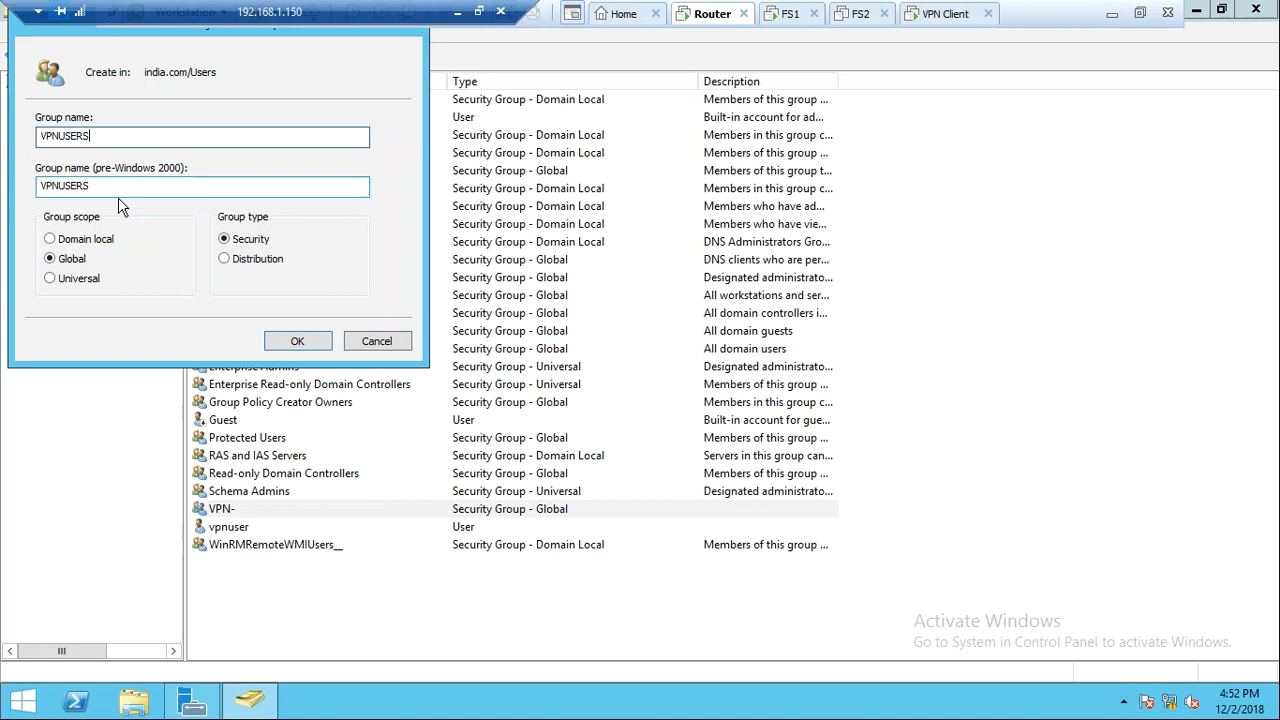 Workstation
192.168.1.150
Home
Router
FS1
FS2
VPN Client
Create in: india.com/Users
Group name:
VPNUSERS
Group name (pre-Windows 2000):
VPNUSERS
Group scope
Domain local
Global
Universal
Group type
Security
Distribution
OK
Cancel
Type Description
Security Group - Domain Local Members of this group ...
User Built-in account for ad...
Security Group - Domain Local Members in this group c...
Security Group - Domain Local Members of this group ...
Security Group - Global Members of this group t...
Security Group - Domain Local Members of this group ...
Security Group - Domain Local Members who have ad...
Security Group - Domain Local Members who have vie...
Security Group - Domain Local DNS Administrators Gro...
Security Group - Global DNS clients who are per...
Security Group - Global Designated administrato...
Security Group - Global All workstations and ser...
Security Group - Global All domain controllers i...
Security Group - Global All domain guests
Security Group - Global All domain users
Enterprise Admins Security Group - Universal Designated administrato...
Enterprise Read-only Domain Controllers Security Group - Universal Members of this group ...
Group Policy Creator Owners Security Group - Global Members in this group c...
Guest User Built-in account for gue...
Protected Users Security Group - Global Members of this group ...
RAS and IAS Servers Security Group - Domain Local Servers in this group can...
Read-only Domain Controllers Security Group - Global Members of this group ...
Schema Admins Security Group - Universal Designated administrato...
VPN- Security Group - Global
vpnuser User
WinRMRemoteWMIUsers__ Security Group - Domain Local Members of this group ...
Activate Windows
Go to System in Control Panel to activate Windows.
4:52 PM
12/2/2018